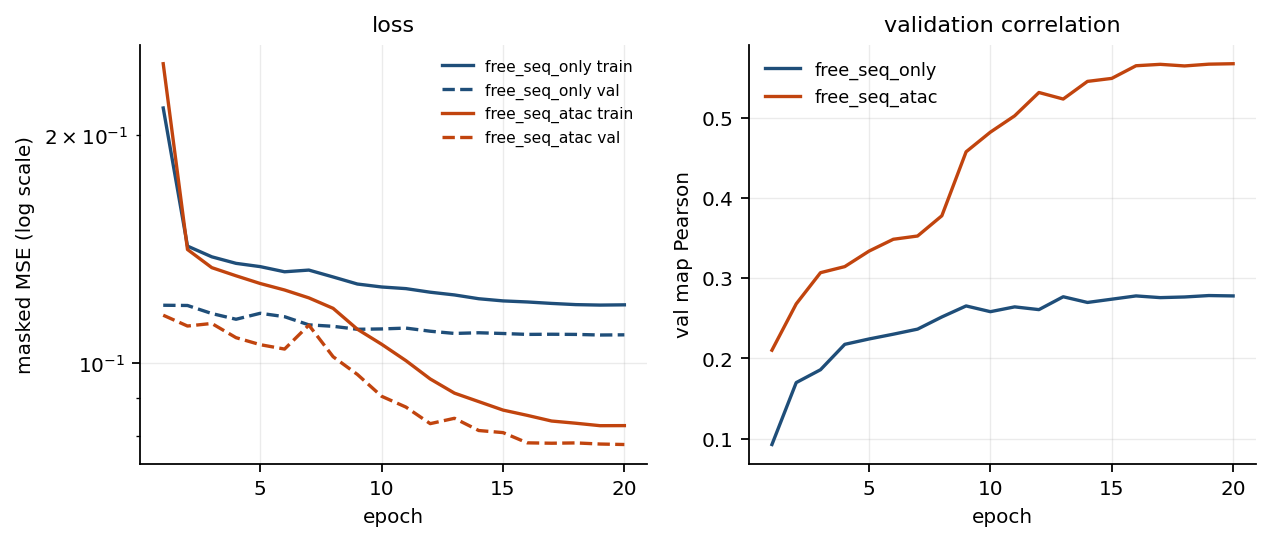 loss
masked MSE (log scale)
2 × 10⁻¹
10⁻¹
free_seq_only train
free_seq_only val
free_seq_atac train
free_seq_atac val
5
10
15
20
epoch
validation correlation
val map Pearson
0.5
0.4
0.3
0.2
0.1
free_seq_only
free_seq_atac
5
10
15
20
epoch